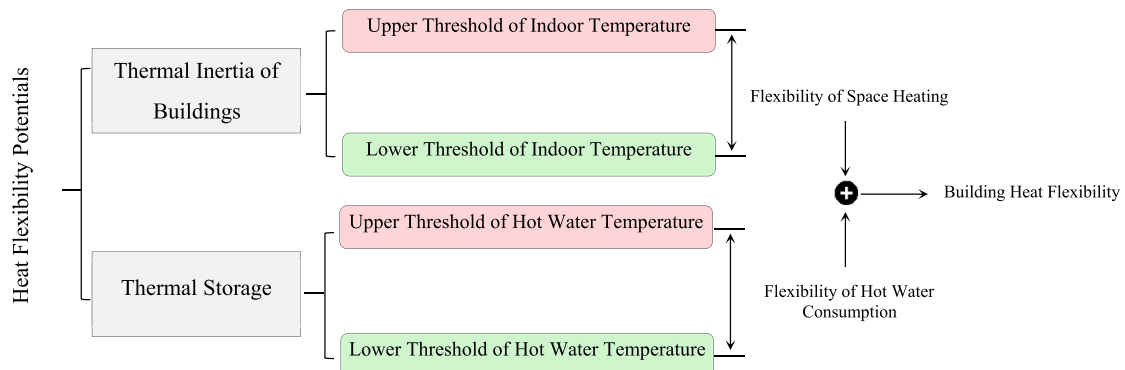 Heat Flexibility Potentials
Thermal Inertia of
Buildings
Upper Threshold of Indoor Temperature
Lower Threshold of Indoor Temperature
Flexibility of Space Heating
Building Heat Flexibility
Thermal Storage
Upper Threshold of Hot Water Temperature
Lower Threshold of Hot Water Temperature
Flexibility of Hot Water
Consumption